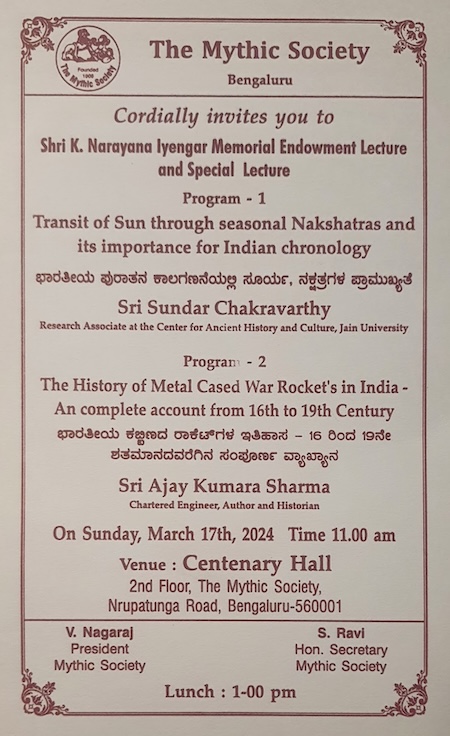 The Mythic Society
Founded
1909
The Mythic Society
Bengaluru
Cordially invites you to
Shri K. Narayana Iyengar Memorial Endowment Lecture
and Special Lecture
Program - 1
Transit of Sun through seasonal Nakshatras and
its importance for Indian chronology
ಭಾರತೀಯ ಪುರಾತನ ಕಾಲಗಣನೆಯಲ್ಲಿ ಸೂರ್ಯ, ನಕ್ಷತ್ರಗಳ ಪ್ರಾಮುಖ್ಯತೆ
Sri Sundar Chakravarthy
Research Associate at the Center for Ancient History and Culture, Jain University
Program - 2
The History of Metal Cased War Rocket's in India -
An complete account from 16th to 19th Century
ಭಾರತೀಯ ಕಬ್ಬಿಣದ ರಾಕೆಟ್‌ಗಳ ಇತಿಹಾಸ - 16 ರಿಂದ 19ನೇ
ಶತಮಾನದವರೆಗಿನ ಸಂಪೂರ್ಣ ವ್ಯಾಖ್ಯಾನ
Sri Ajay Kumara Sharma
Chartered Engineer, Author and Historian
On Sunday, March 17th, 2024 Time 11.00 am
Venue : Centenary Hall
2nd Floor, The Mythic Society,
Nrupatunga Road, Bengaluru-560001
V. Nagaraj
President
Mythic Society
S. Ravi
Hon. Secretary
Mythic Society
Lunch : 1-00 pm